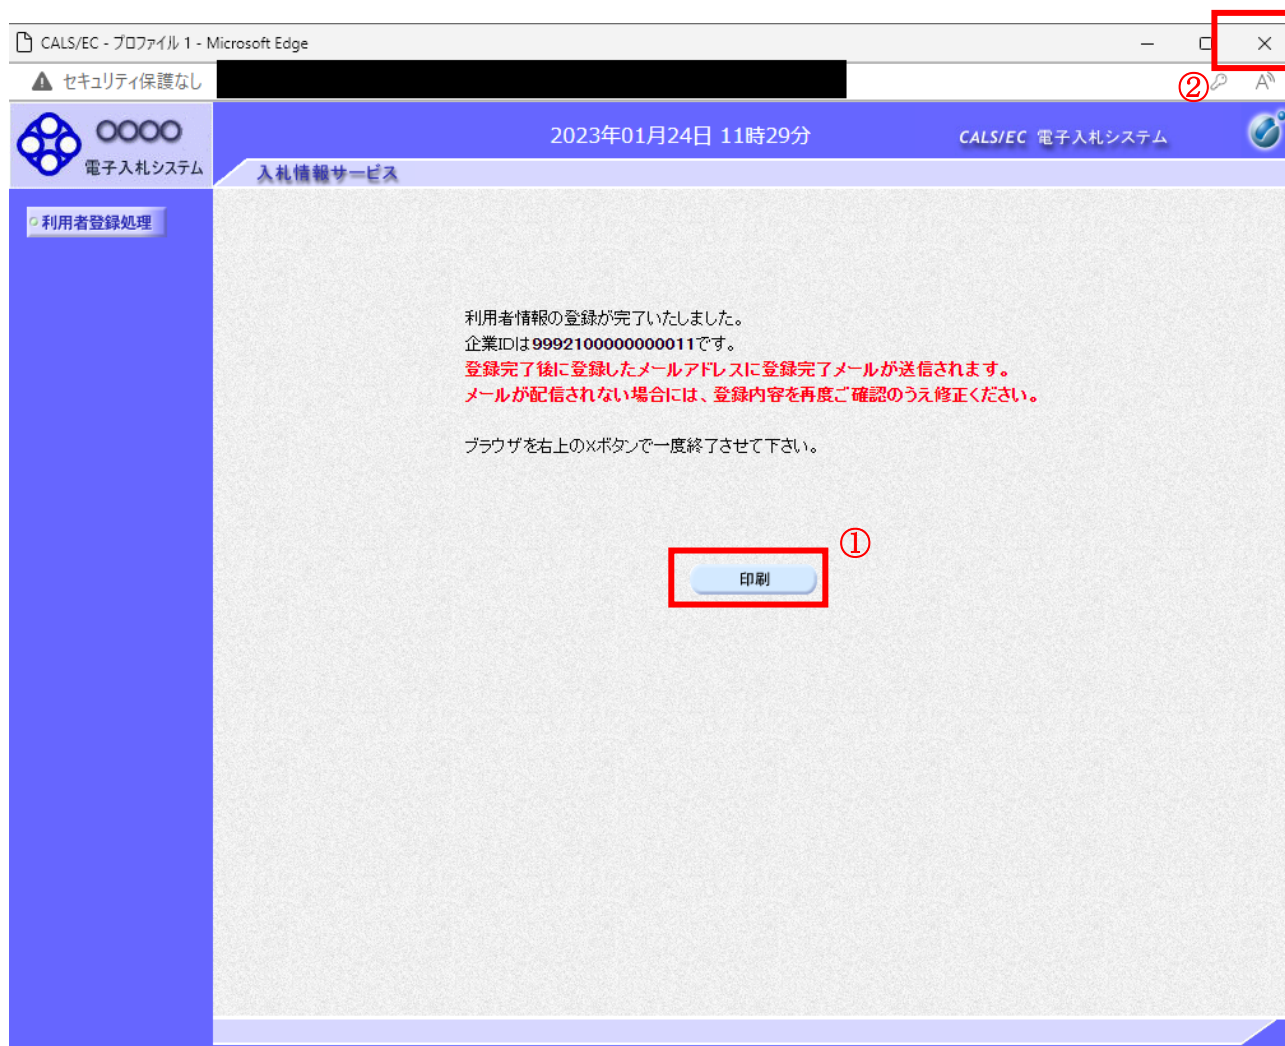 CALS/EC - プロファイル 1 - Microsoft Edge
②
セキュリティ保護なし
〇〇〇〇
電子入札システム
2023年01月24日 11時29分
CALS/EC 電子入札システム
入札情報サービス
利用者登録処理
利用者情報の登録が完了いたしました。
企業IDは9992100000000011です。
登録完了後に登録したメールアドレスに登録完了メールが送信されます。
メールが配信されない場合には、登録内容を再度ご確認のうえ修正ください。
ブラウザを右上の×ボタンで一度終了させて下さい。
①
印刷